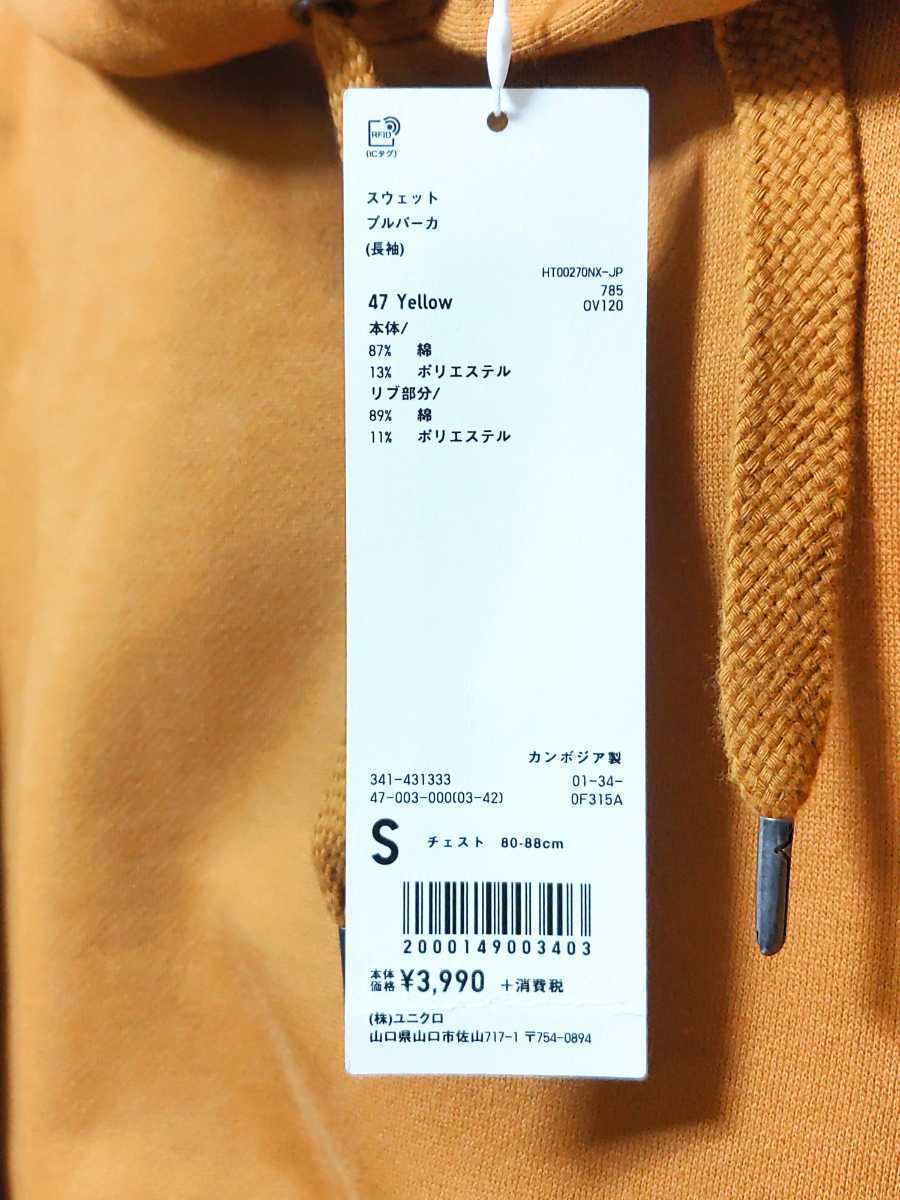 RFID
(ICタグ)
スウェット
プルパーカ
(長袖)
HT00270NX-JP
785
47 Yellow
OV120
本体/
87% 綿
13% ポリエステル
リブ部分/
89% 綿
11% ポリエステル
カンボジア製
341-431333
01-34-
47-003-000(03-42)
0F315A
S チェスト 80-88cm
2000149003403
本体価格 ¥3,990 +消費税
(株)ユニクロ
山口県山口市佐山717-1 〒754-0894